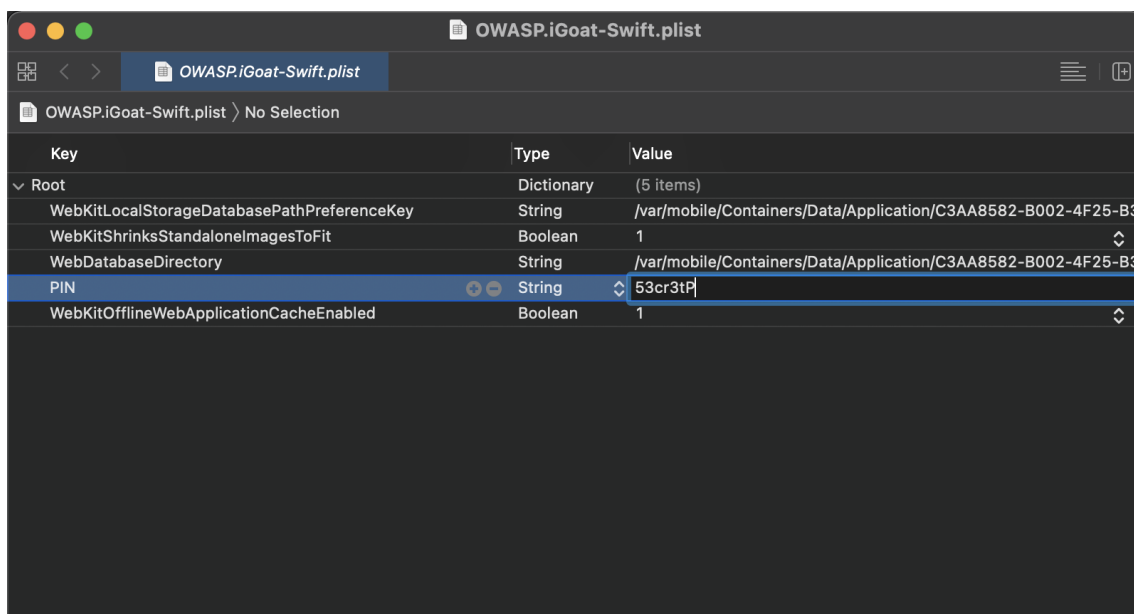 OWASP.iGoat-Swift.plist
OWASP.iGoat-Swift.plist
OWASP.iGoat-Swift.plist 〉 No Selection
Key Type Value
Root Dictionary (5 items)
WebKitLocalStorageDatabasePathPreferenceKey String /var/mobile/Containers/Data/Application/C3AA8582-B002-4F25-B3
WebKitShrinksStandaloneImagesToFit Boolean 1
WebDatabaseDirectory String /var/mobile/Containers/Data/Application/C3AA8582-B002-4F25-B3
PIN String 53cr3tP
WebKitOfflineWebApplicationCacheEnabled Boolean 1